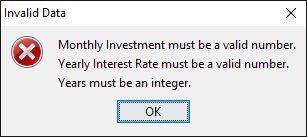 Invalid Data
Monthly Investment must be a valid number.
Yearly Interest Rate must be a valid number.
Years must be an integer.
OK